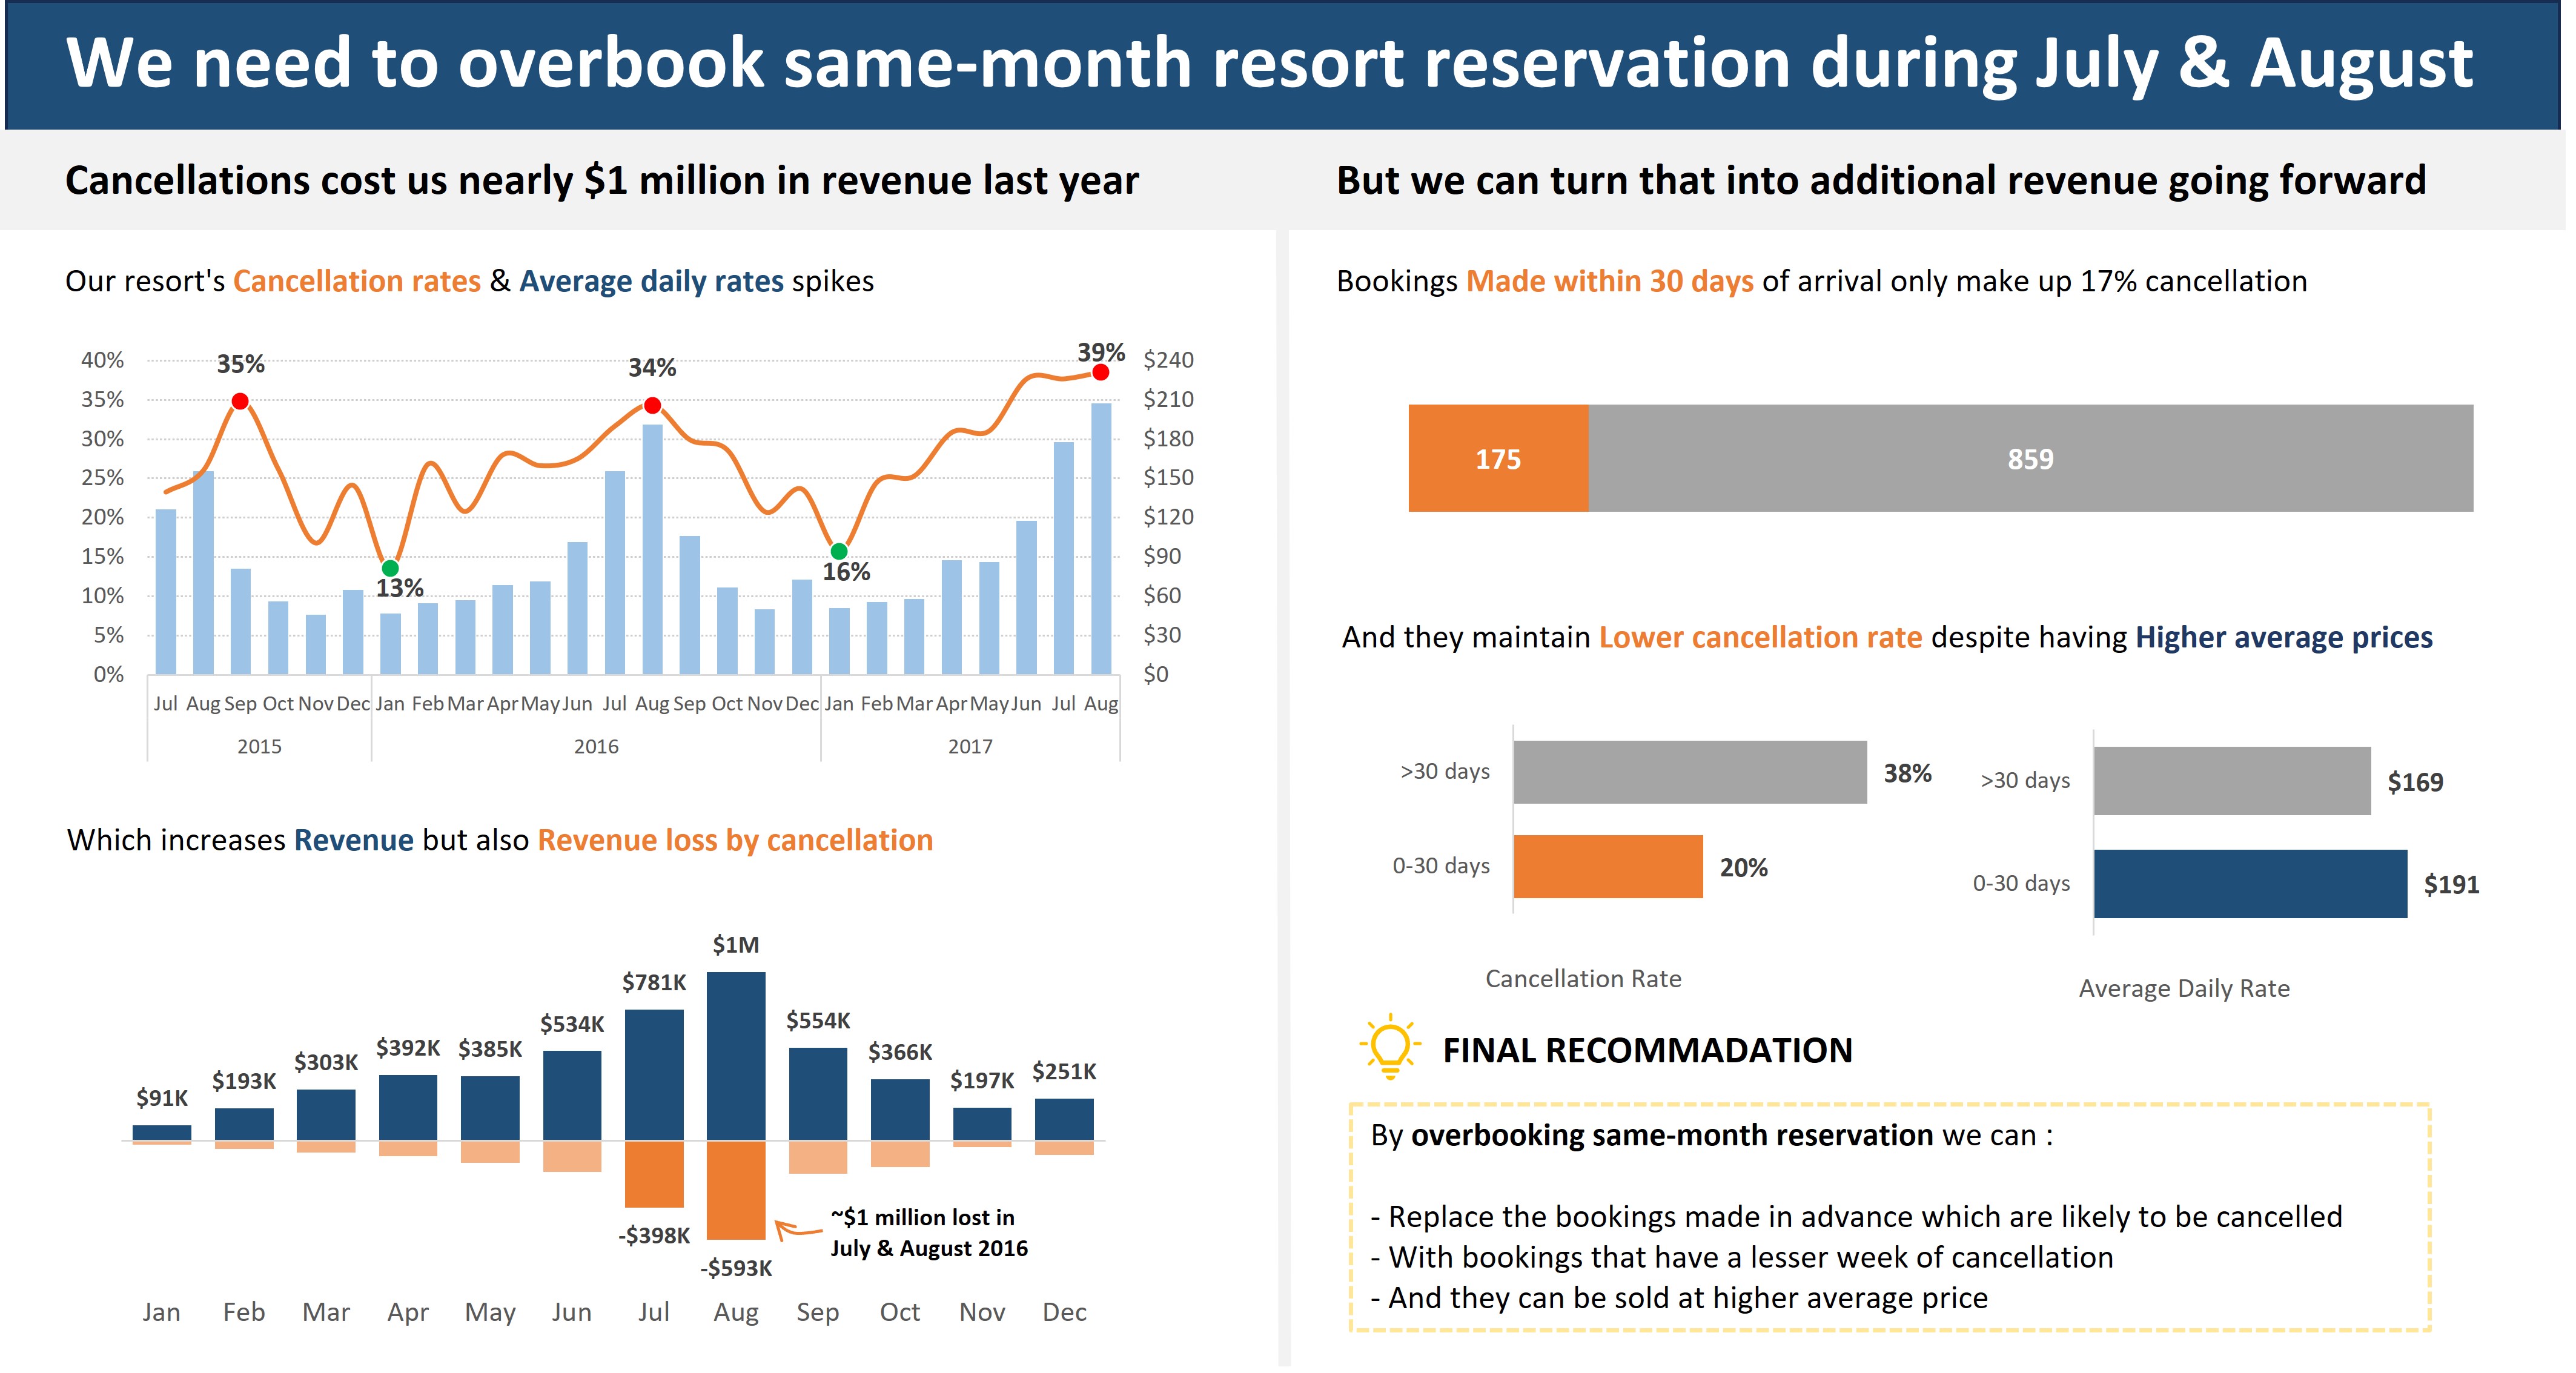 We need to overbook same-month resort reservation during July & August
Cancellations cost us nearly $1 million in revenue last year
Our resort's Cancellation rates & Average daily rates spikes
40%
35%
30%
25%
20%
15%
10%
5%
0%
35%
13%
34%
16%
39%
$240
$210
$180
$150
$120
$90
$60
$30
$0
Jul Aug Sep Oct Nov Dec Jan Feb Mar Apr May Jun Jul Aug Sep Oct Nov Dec Jan Feb Mar Apr May Jun Jul Aug
2015 2016 2017
Which increases Revenue but also Revenue loss by cancellation
$91K
$193K
$303K
$392K
$385K
$534K
$781K
$1M
$554K
$366K
$197K
$251K
-$398K
-$593K
~$1 million lost in
July & August 2016
Jan Feb Mar Apr May Jun Jul Aug Sep Oct Nov Dec
But we can turn that into additional revenue going forward
Bookings Made within 30 days of arrival only make up 17% cancellation
175 859
And they maintain Lower cancellation rate despite having Higher average prices
>30 days 38%
0-30 days 20%
Cancellation Rate
>30 days $169
0-30 days $191
Average Daily Rate
FINAL RECOMMADATION
By overbooking same-month reservation we can :
- Replace the bookings made in advance which are likely to be cancelled
- With bookings that have a lesser week of cancellation
- And they can be sold at higher average price